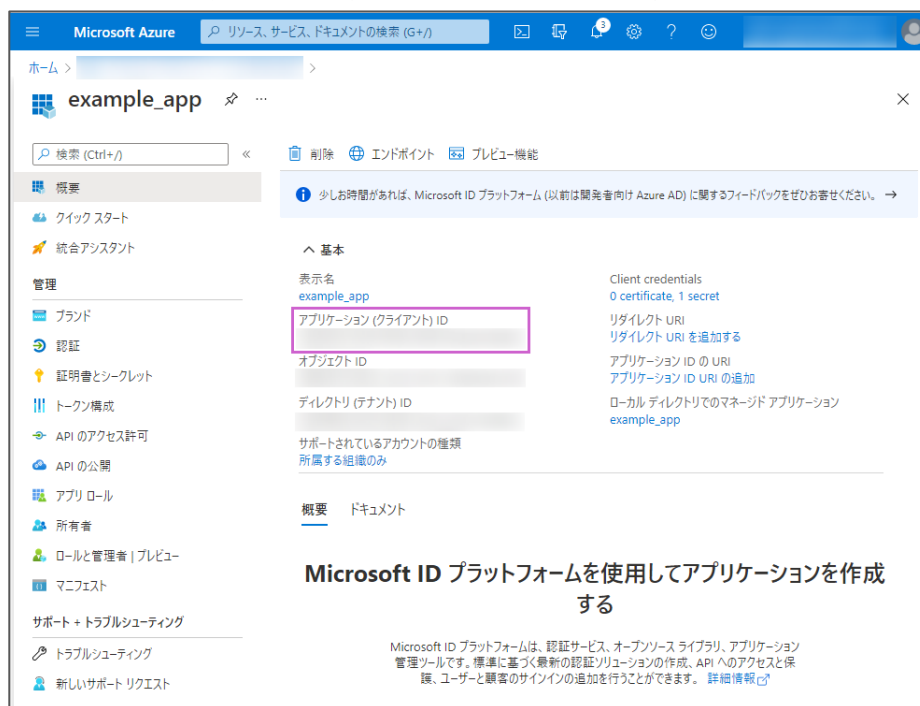 Microsoft Azure
リソース、サービス、ドキュメントの検索 (G+/)
3
ホーム >
>
example_app
検索 (Ctrl+/)
«
削除
エンドポイント
プレビュー機能
概要
クイック スタート
統合アシスタント
管理
ブランド
認証
証明書とシークレット
トークン構成
API のアクセス許可
API の公開
アプリ ロール
所有者
ロールと管理者 | プレビュー
マニフェスト
サポート + トラブルシューティング
トラブルシューティング
新しいサポート リクエスト
少しお時間があれば、Microsoft ID プラットフォーム (以前は開発者向け Azure AD) に関するフィードバックをぜひお寄せください。 →
基本
表示名
example_app
アプリケーション (クライアント) ID
オブジェクト ID
ディレクトリ (テナント) ID
サポートされているアカウントの種類
所属する組織のみ
Client credentials
0 certificate, 1 secret
リダイレクト URI
リダイレクト URI を追加する
アプリケーション ID の URI
アプリケーション ID URI の追加
ローカル ディレクトリでのマネージド アプリケーション
example_app
概要
ドキュメント
Microsoft ID プラットフォームを使用してアプリケーションを作成
する
Microsoft ID プラットフォームは、認証サービス、オープンソース ライブラリ、アプリケーション
管理ツールです。標準に基づく最新の認証ソリューションの作成、API へのアクセスと保
護、ユーザーと顧客のサインインの追加を行うことができます。 詳細情報